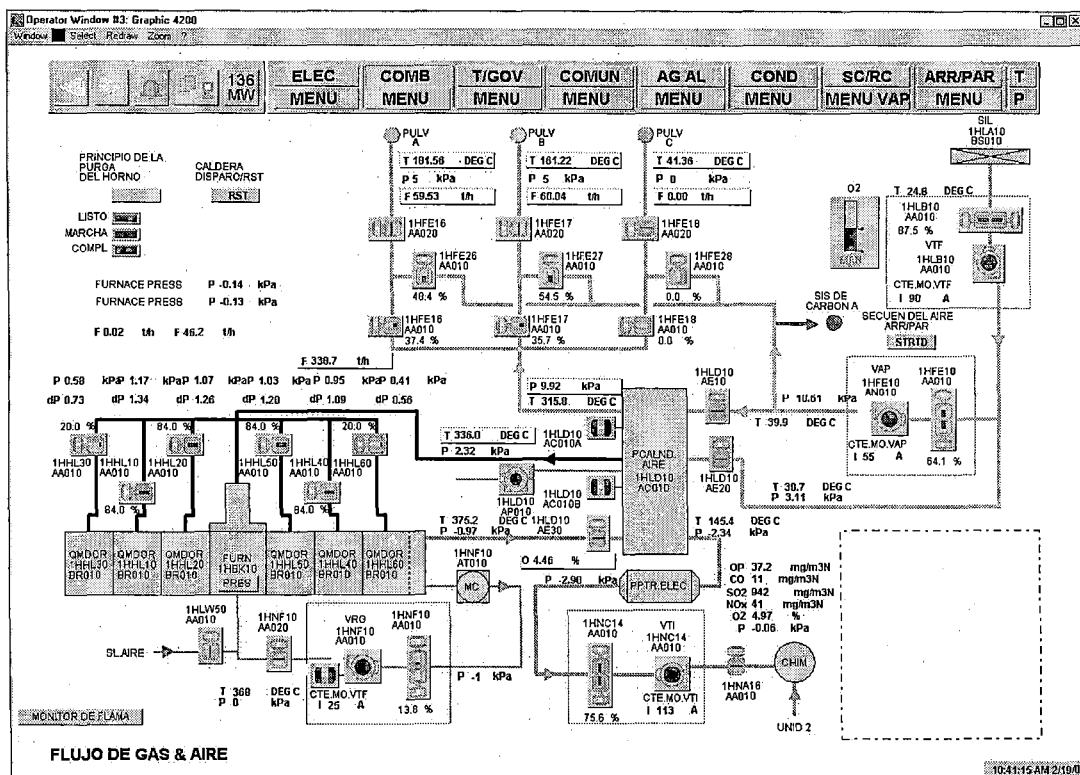 Operator Window #3: Graphic 4200
Window Select Redraw Zoom ?
136 MW
ELEC COMB T/GOV COMUN AG AL COND SC/RC ARR/PAR T
MENU MENU MENU MENU MENU MENU MENU VAP MENU P
PULV A
T 181.56 DEG C
P 5 kPa
F 59.53 t/h
PULV B
T 161.22 DEG C
P 5 kPa
F 60.04 t/h
PULV C
T 41.36 DEG C
P 0 kPa
F 0.00 t/h
SIL
1HLA10
BS010
PRINCIPIO DE LA
PURGA
DEL HORNO
CALDERA
DISPARO/RST
RST
LISTO
MARCHA
COMPL
O2
T 24.8 DEG C
1HLB10
AA010
67.5 %
VTF
1HLB10
AA010
CTE.MO.VTF
I 90 A
1HFE16
AA020
1HFE17
AA020
1HFE18
AA020
1HFE26
AA010
40.4 %
1HFE27
AA010
54.5 %
1HFE28
AA010
0.0 %
FURNACE PRESS P -0.14 kPa
FURNACE PRESS P -0.13 kPa
F 0.02 t/h F 46.2 t/h
1HFE16
AA010
37.4 %
1HFE17
AA010
35.7 %
1HFE18
AA010
0.0 %
SIS DE
CARBON A
SECUEN DEL AIRE
ARR/PAR
STRTD
F 338.7 t/h
P 0.58 kPa P 1.17 kPa P 1.07 kPa P 1.03 kPa P 0.95 kPa P 0.41 kPa
dP 0.73 dP 1.34 dP 1.26 dP 1.20 dP 1.09 dP 0.56
P 9.92 kPa
T 315.8 DEG C
1HLD10
AE10
P 10.61 kPa
T 39.9 DEG C
VAP
1HFN10
AN010
CTE.MO.VAP
I 55 A
1HFE10
AA010
64.1 %
20.0 % 84.0 % 84.0 % 20.0 %
1HHL30
AA010
1HHL10
AA010
1HHL20
AA010
1HHL50
AA010
1HHL40
AA010
1HHL60
AA010
84.0 % 84.0 %
T 336.0 DEG C
P 2.32 kPa
1HLD10
AC010A
PCALND.
AIRE
1HLD10
AC010
1HLD10
AE20
T 30.7 DEG C
P 3.11 kPa
1HLD10
AP010
1HLD10
AC010B
T 375.2 DEG C
P -0.97 kPa
1HLD10
AE30
T 145.4 DEG C
P -2.34 kPa
QMDOR
1HHL30
BR010
QMDOR
1HHL10
BR010
QMDOR
1HHL20
BR010
FURN
1HBK10
PRES
QMDOR
1HHL50
BR010
QMDOR
1HHL40
BR010
QMDOR
1HHL60
BR010
O 4.46 %
1HNF10
AT010
MC
P -2.90 kPa
PPTR.ELEC
OP 37.2 mg/m3N
CO 11 mg/m3N
SO2 942 mg/m3N
NOx 41 mg/m3N
O2 4.97 %
P -0.06 kPa
1HLW50
AA010
SL.AIRE
1HNF10
AA020
VRG
1HNF10
AN010
CTE.MO.VTF
I 25 A
1HNF10
AA010
13.8 %
P -1 kPa
1HNC14
AA010
75.6 %
VTI
1HNC14
AN010
CTE.MO.VTI
I 113 A
1HNA16
AA010
CHIM
UNID 2
T 368 DEG C
P 0 kPa
MONITOR DE FLAMA
FLUJO DE GAS & AIRE
10:41:15 AM 2/19/0